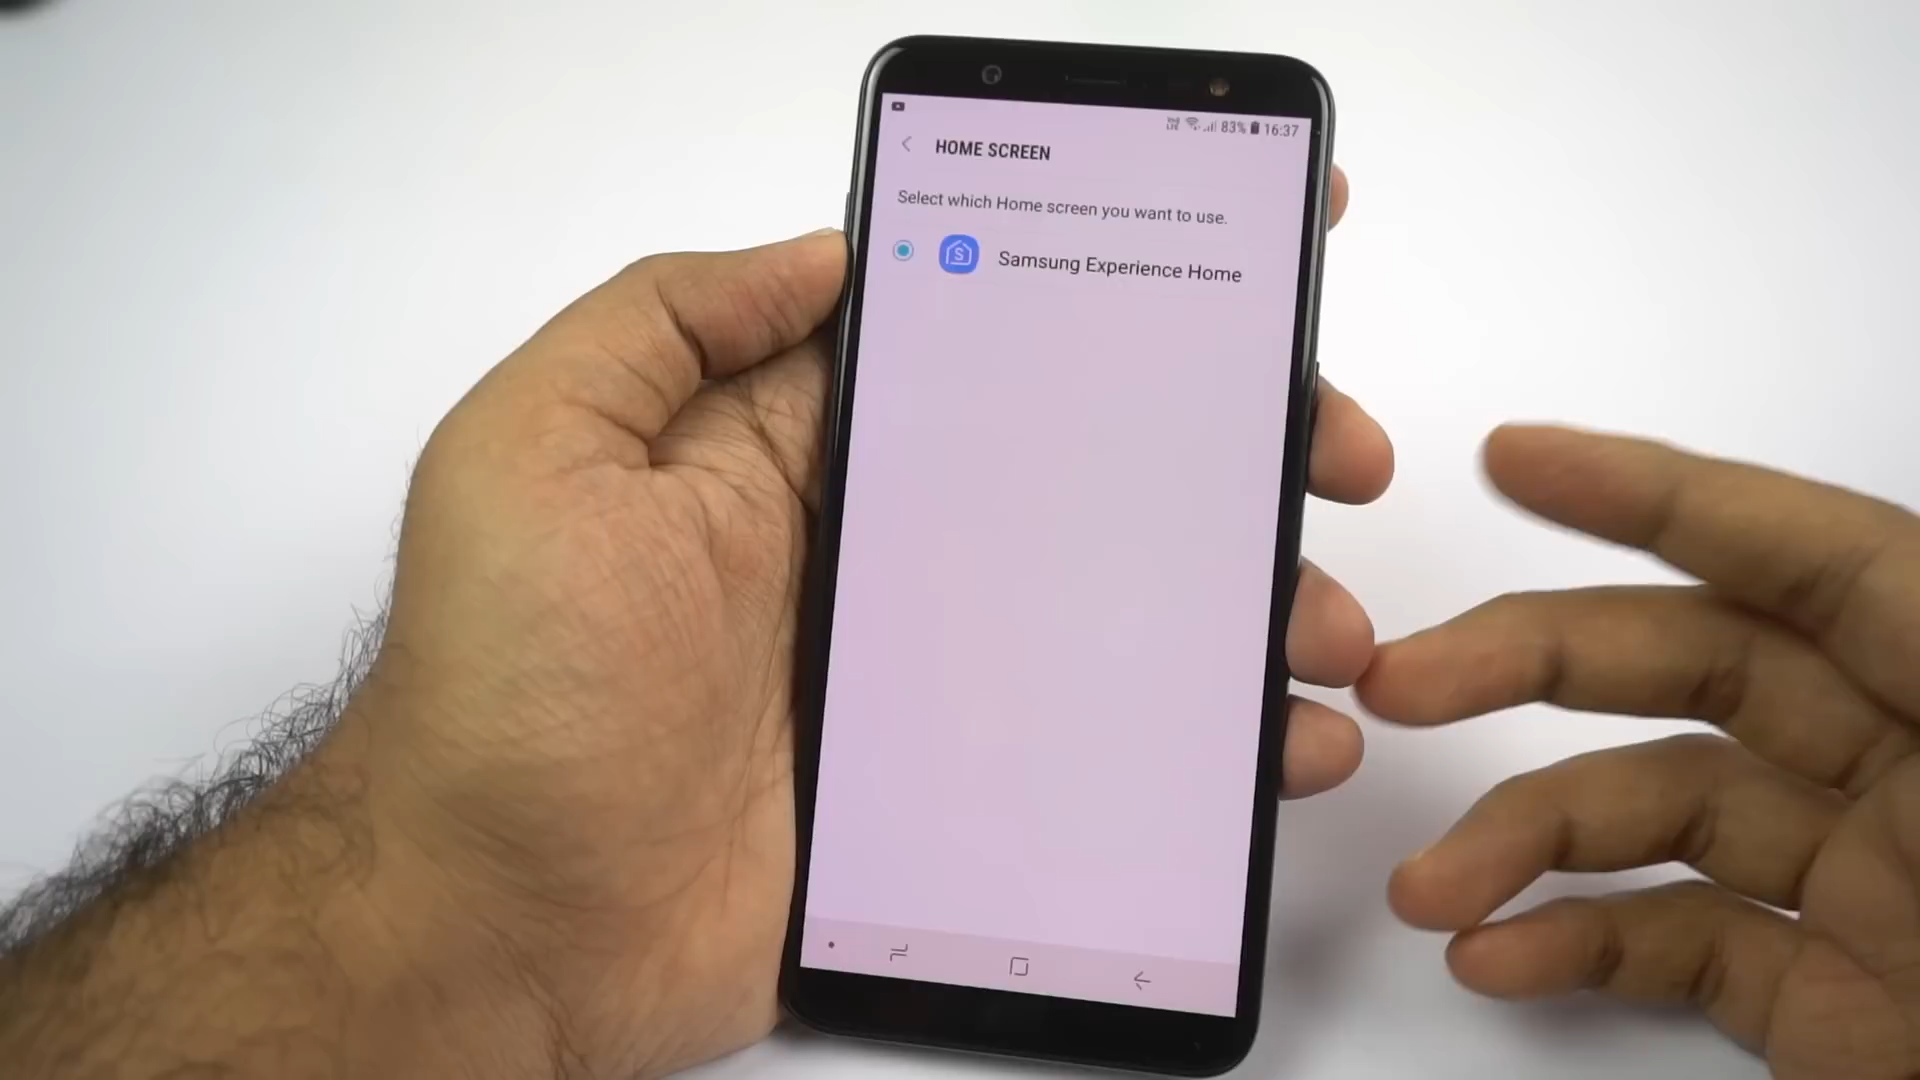 83% 16:37
HOME SCREEN
Select which Home screen you want to use.
S Samsung Experience Home